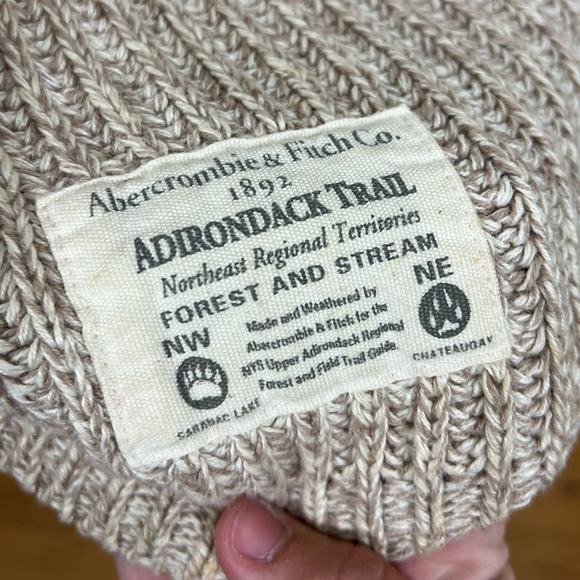 Abercrombie & Fitch Co.
1892
ADIRONDACK TRAIL
Northeast Regional Territories
FOREST AND STREAM
NW
NE
Made and Weathered by
Abercrombie & Fitch for the
NYS Upper Adirondack Regional
Forest and Field Trail Guide.
SARANAC LAKE
CHATEAUGAY